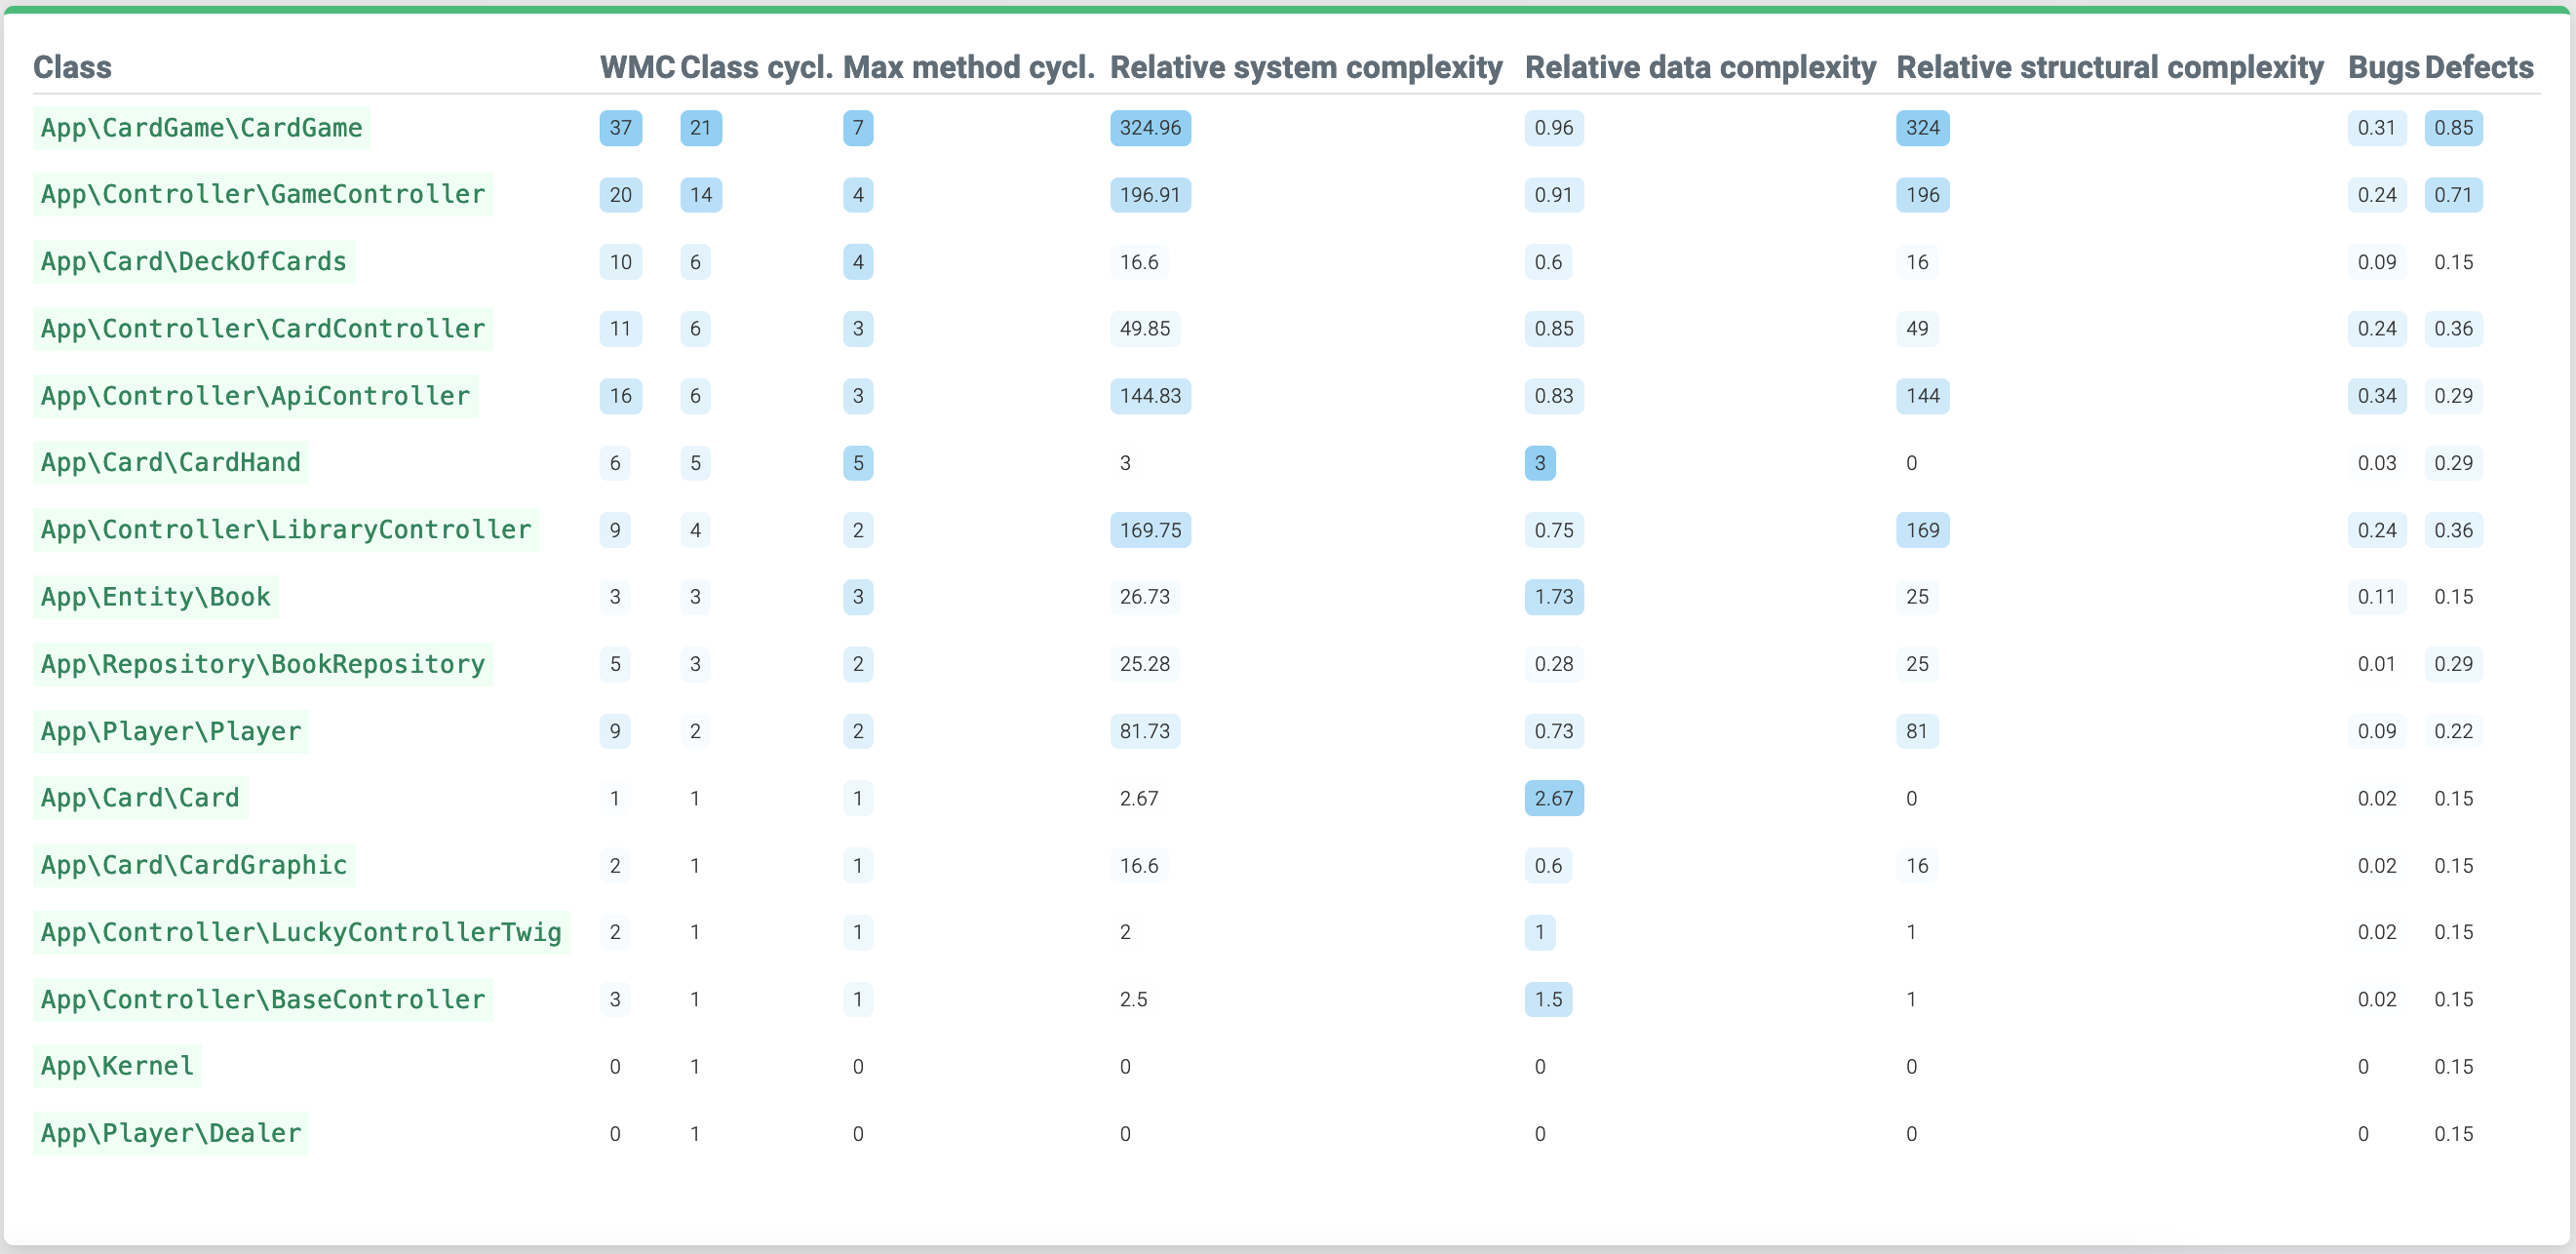 Class WMC Class cycl. Max method cycl. Relative system complexity Relative data complexity Relative structural complexity Bugs Defects
App\CardGame\CardGame 37 21 7 324.96 0.96 324 0.31 0.85
App\Controller\GameController 20 14 4 196.91 0.91 196 0.24 0.71
App\Card\DeckOfCards 10 6 4 16.6 0.6 16 0.09 0.15
App\Controller\CardController 11 6 3 49.85 0.85 49 0.24 0.36
App\Controller\ApiController 16 6 3 144.83 0.83 144 0.34 0.29
App\Card\CardHand 6 5 5 3 3 0 0.03 0.29
App\Controller\LibraryController 9 4 2 169.75 0.75 169 0.24 0.36
App\Entity\Book 3 3 3 26.73 1.73 25 0.11 0.15
App\Repository\BookRepository 5 3 2 25.28 0.28 25 0.01 0.29
App\Player\Player 9 2 2 81.73 0.73 81 0.09 0.22
App\Card\Card 1 1 1 2.67 2.67 0 0.02 0.15
App\Card\CardGraphic 2 1 1 16.6 0.6 16 0.02 0.15
App\Controller\LuckyControllerTwig 2 1 1 2 1 1 0.02 0.15
App\Controller\BaseController 3 1 1 2.5 1.5 1 0.02 0.15
App\Kernel 0 1 0 0 0 0 0 0.15
App\Player\Dealer 0 1 0 0 0 0 0 0.15